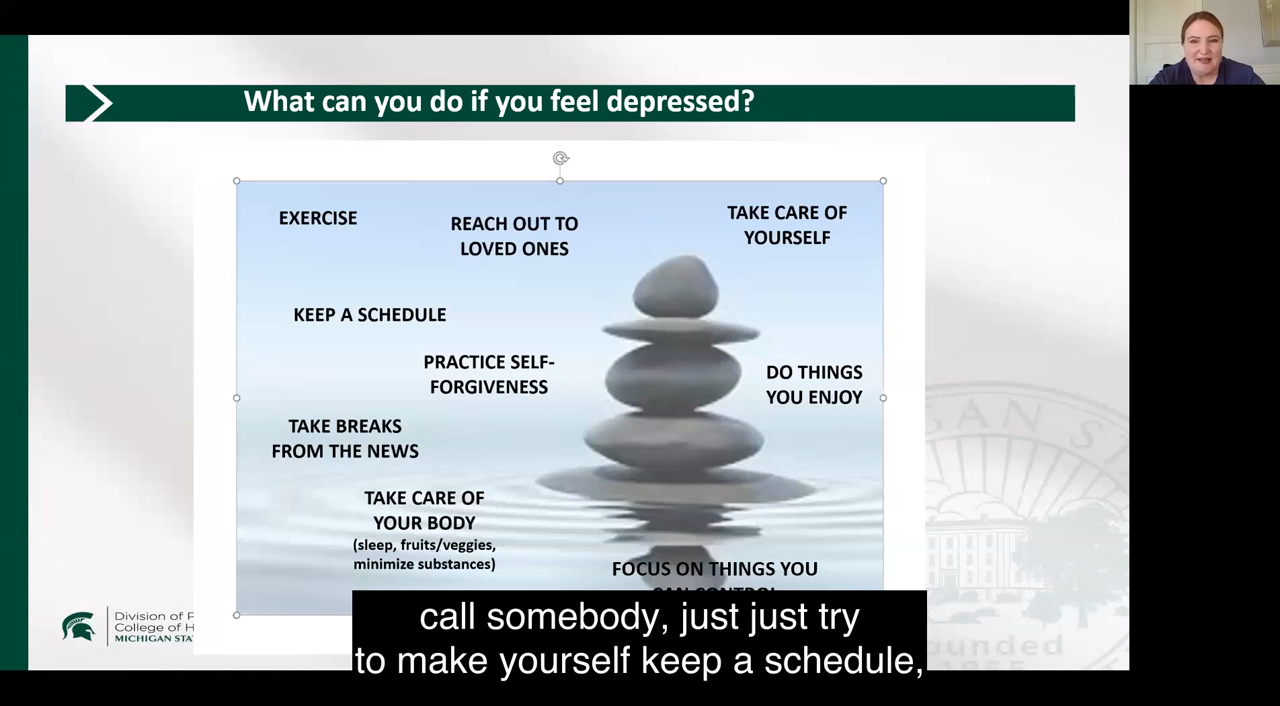 What can you do if you feel depressed?
EXERCISE
REACH OUT TO
LOVED ONES
TAKE CARE OF
YOURSELF
KEEP A SCHEDULE
PRACTICE SELF-
FORGIVENESS
DO THINGS
YOU ENJOY
TAKE BREAKS
FROM THE NEWS
TAKE CARE OF
YOUR BODY
(sleep, fruits/veggies,
minimize substances)
FOCUS ON THINGS YOU
Division of
College of
MICHIGAN
call somebody, just just try
to make yourself keep a schedule,